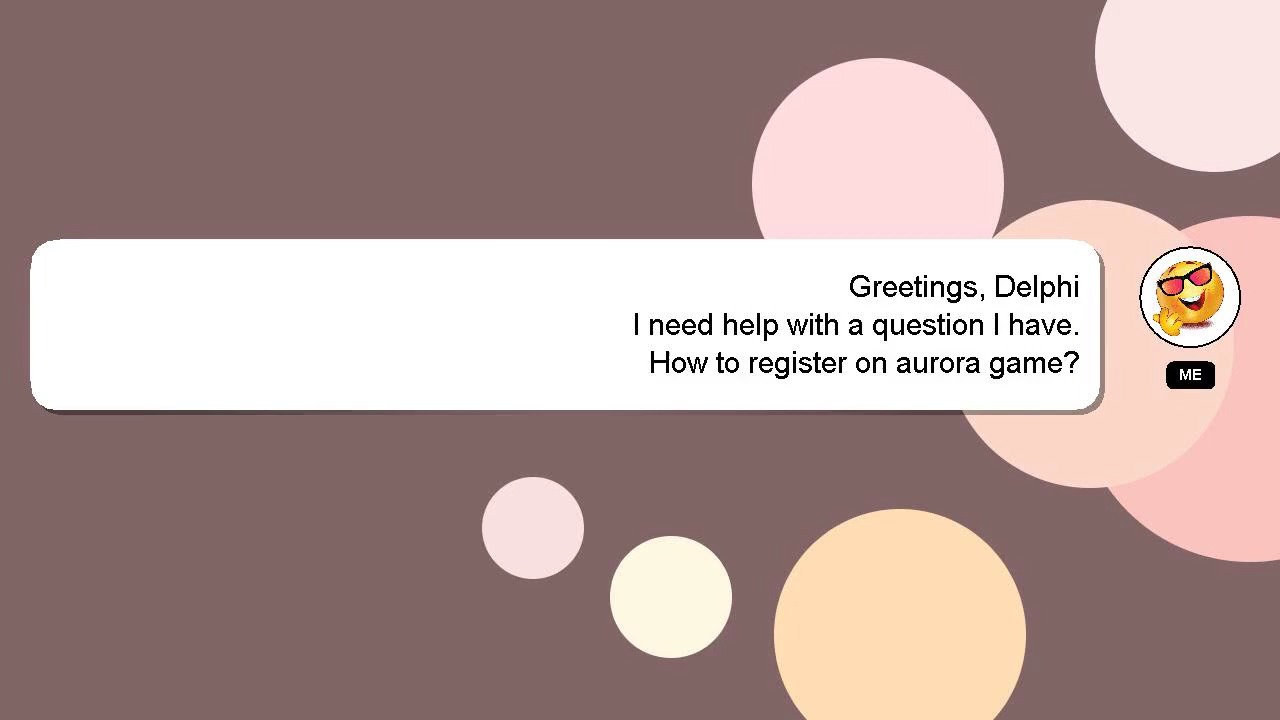 Greetings, Delphi
I need help with a question I have.
How to register on aurora game?
ME